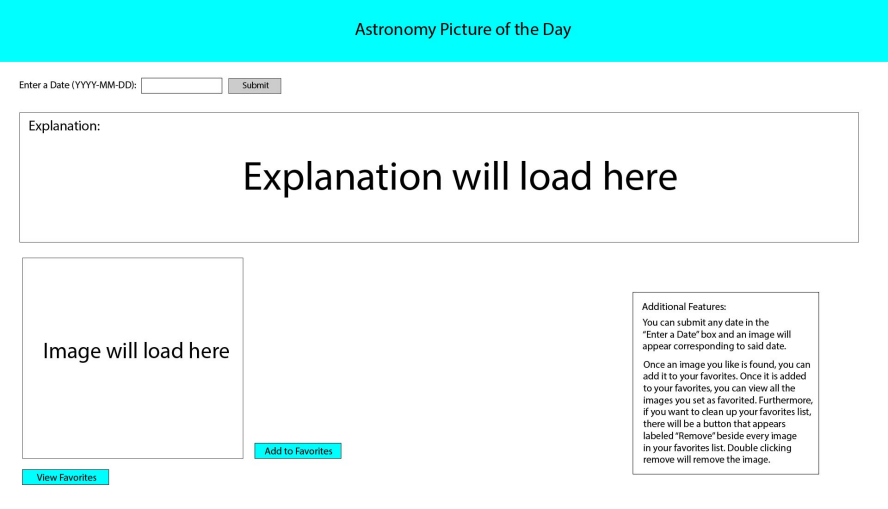 Astronomy Picture of the Day
Enter a Date (YYYY-MM-DD):
Submit
Explanation:
Explanation will load here
Image will load here
Add to Favorites
View Favorites
Additional Features:
You can submit any date in the
“Enter a Date” box and an image will
appear corresponding to said date.
Once an image you like is found, you can
add it to your favorites. Once it is added
to your favorites, you can view all the
images you set as favorited. Furthermore,
if you want to clean up your favorites list,
there will be a button that appears
labeled “Remove” beside every image
in your favorites list. Double clicking
remove will remove the image.